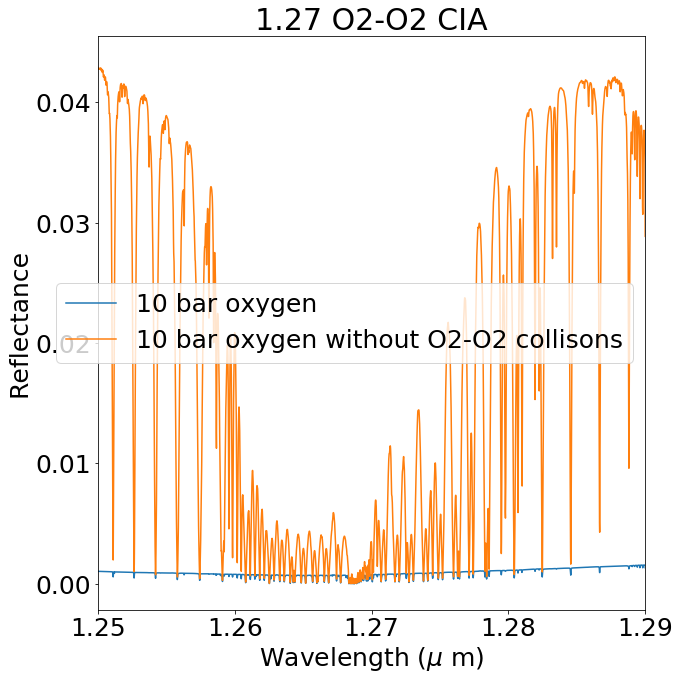 1.27 O2-O2 CIA
Reflectance
0.04
0.03
0.02
0.01
0.00
10 bar oxygen
10 bar oxygen without O2-O2 collisons
1.25
1.26
1.27
1.28
1.29
Wavelength (μ m)